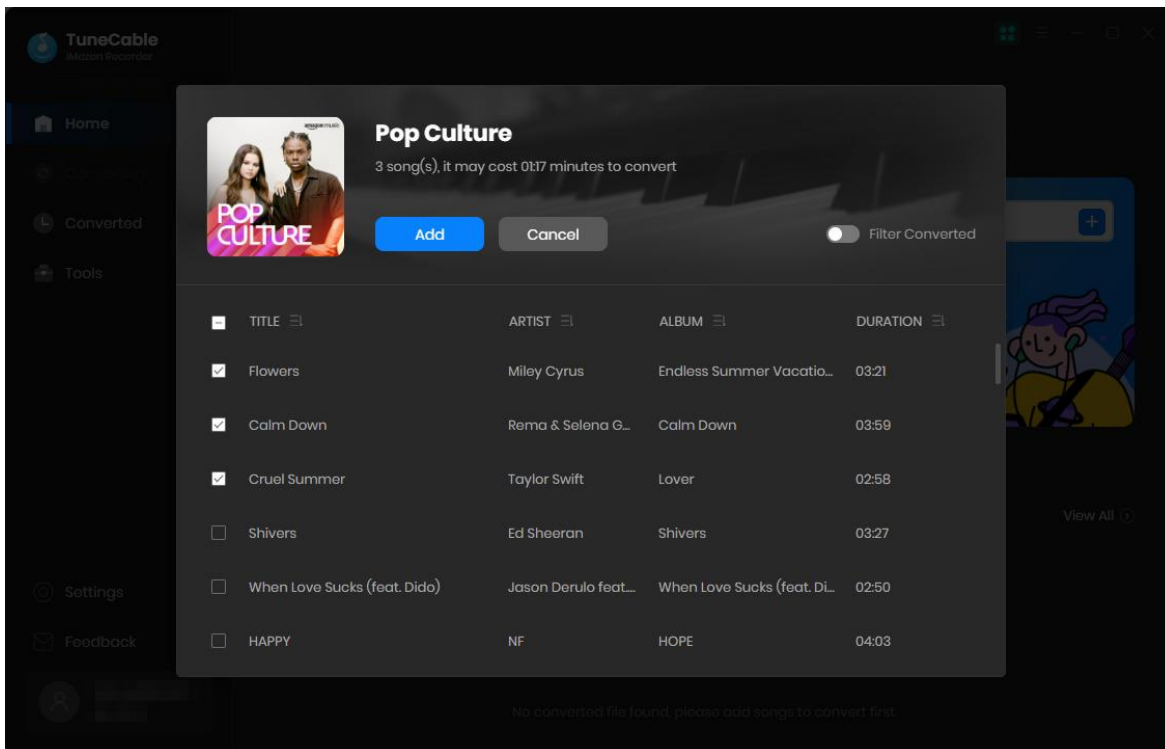 TuneCable
iMazon Recorder
Home
Converted
Tools
Settings
Feedback
amazon music
POP
CULTURE
Pop Culture
3 song(s), it may cost 01:17 minutes to convert
Add
Cancel
Filter Converted
TITLE ARTIST ALBUM DURATION
Flowers Miley Cyrus Endless Summer Vacatio... 03:21
Calm Down Rema & Selena G... Calm Down 03:59
Cruel Summer Taylor Swift Lover 02:58
Shivers Ed Sheeran Shivers 03:27
When Love Sucks (feat. Dido) Jason Derulo feat.... When Love Sucks (feat. Di... 02:50
HAPPY NF HOPE 04:03
View All
No converted file found, please add songs to convert first.